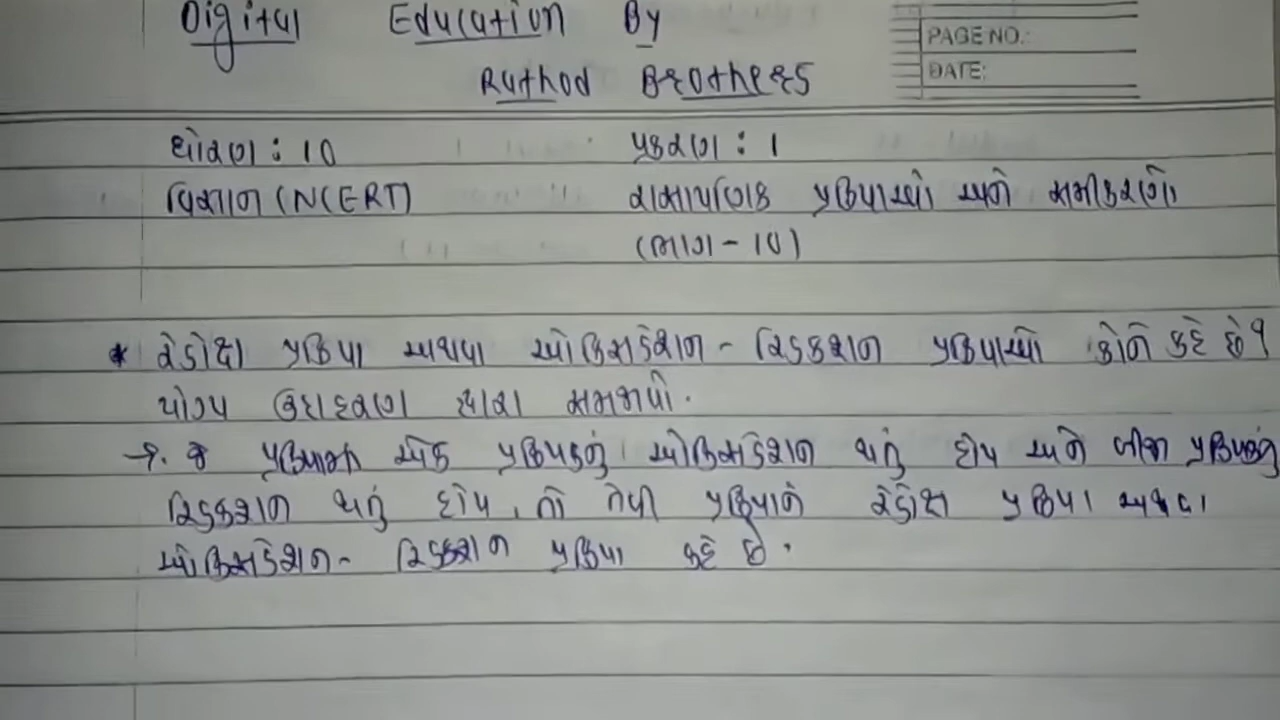 Digital Education By
Rathod Brothers
PAGE NO.:
DATE:
ધોરણ : 10 પ્રકરણ : 1
વિજ્ઞાન (NCERT) રાસાયણિક પ્રક્રિયાઓ અને સમીકરણો
(ભાગ - 10)
* રેડોક્ષ પ્રક્રિયા અથવા ઓક્સિડેશન - રિડક્શન પ્રક્રિયાઓ કોને કહે છે ?
યોગ્ય ઉદાહરણ દ્વારા સમજાવો.
→. જે પ્રક્રિયામાં એક પ્રક્રિયકનું ઓક્સિડેશન થતું હોય અને બીજા પ્રક્રિયકનું
રિડક્શન થતું હોય, તો તેવી પ્રક્રિયાને રેડોક્ષ પ્રક્રિયા અથવા
ઓક્સિડેશન - રિડક્શન પ્રક્રિયા કહે છે.